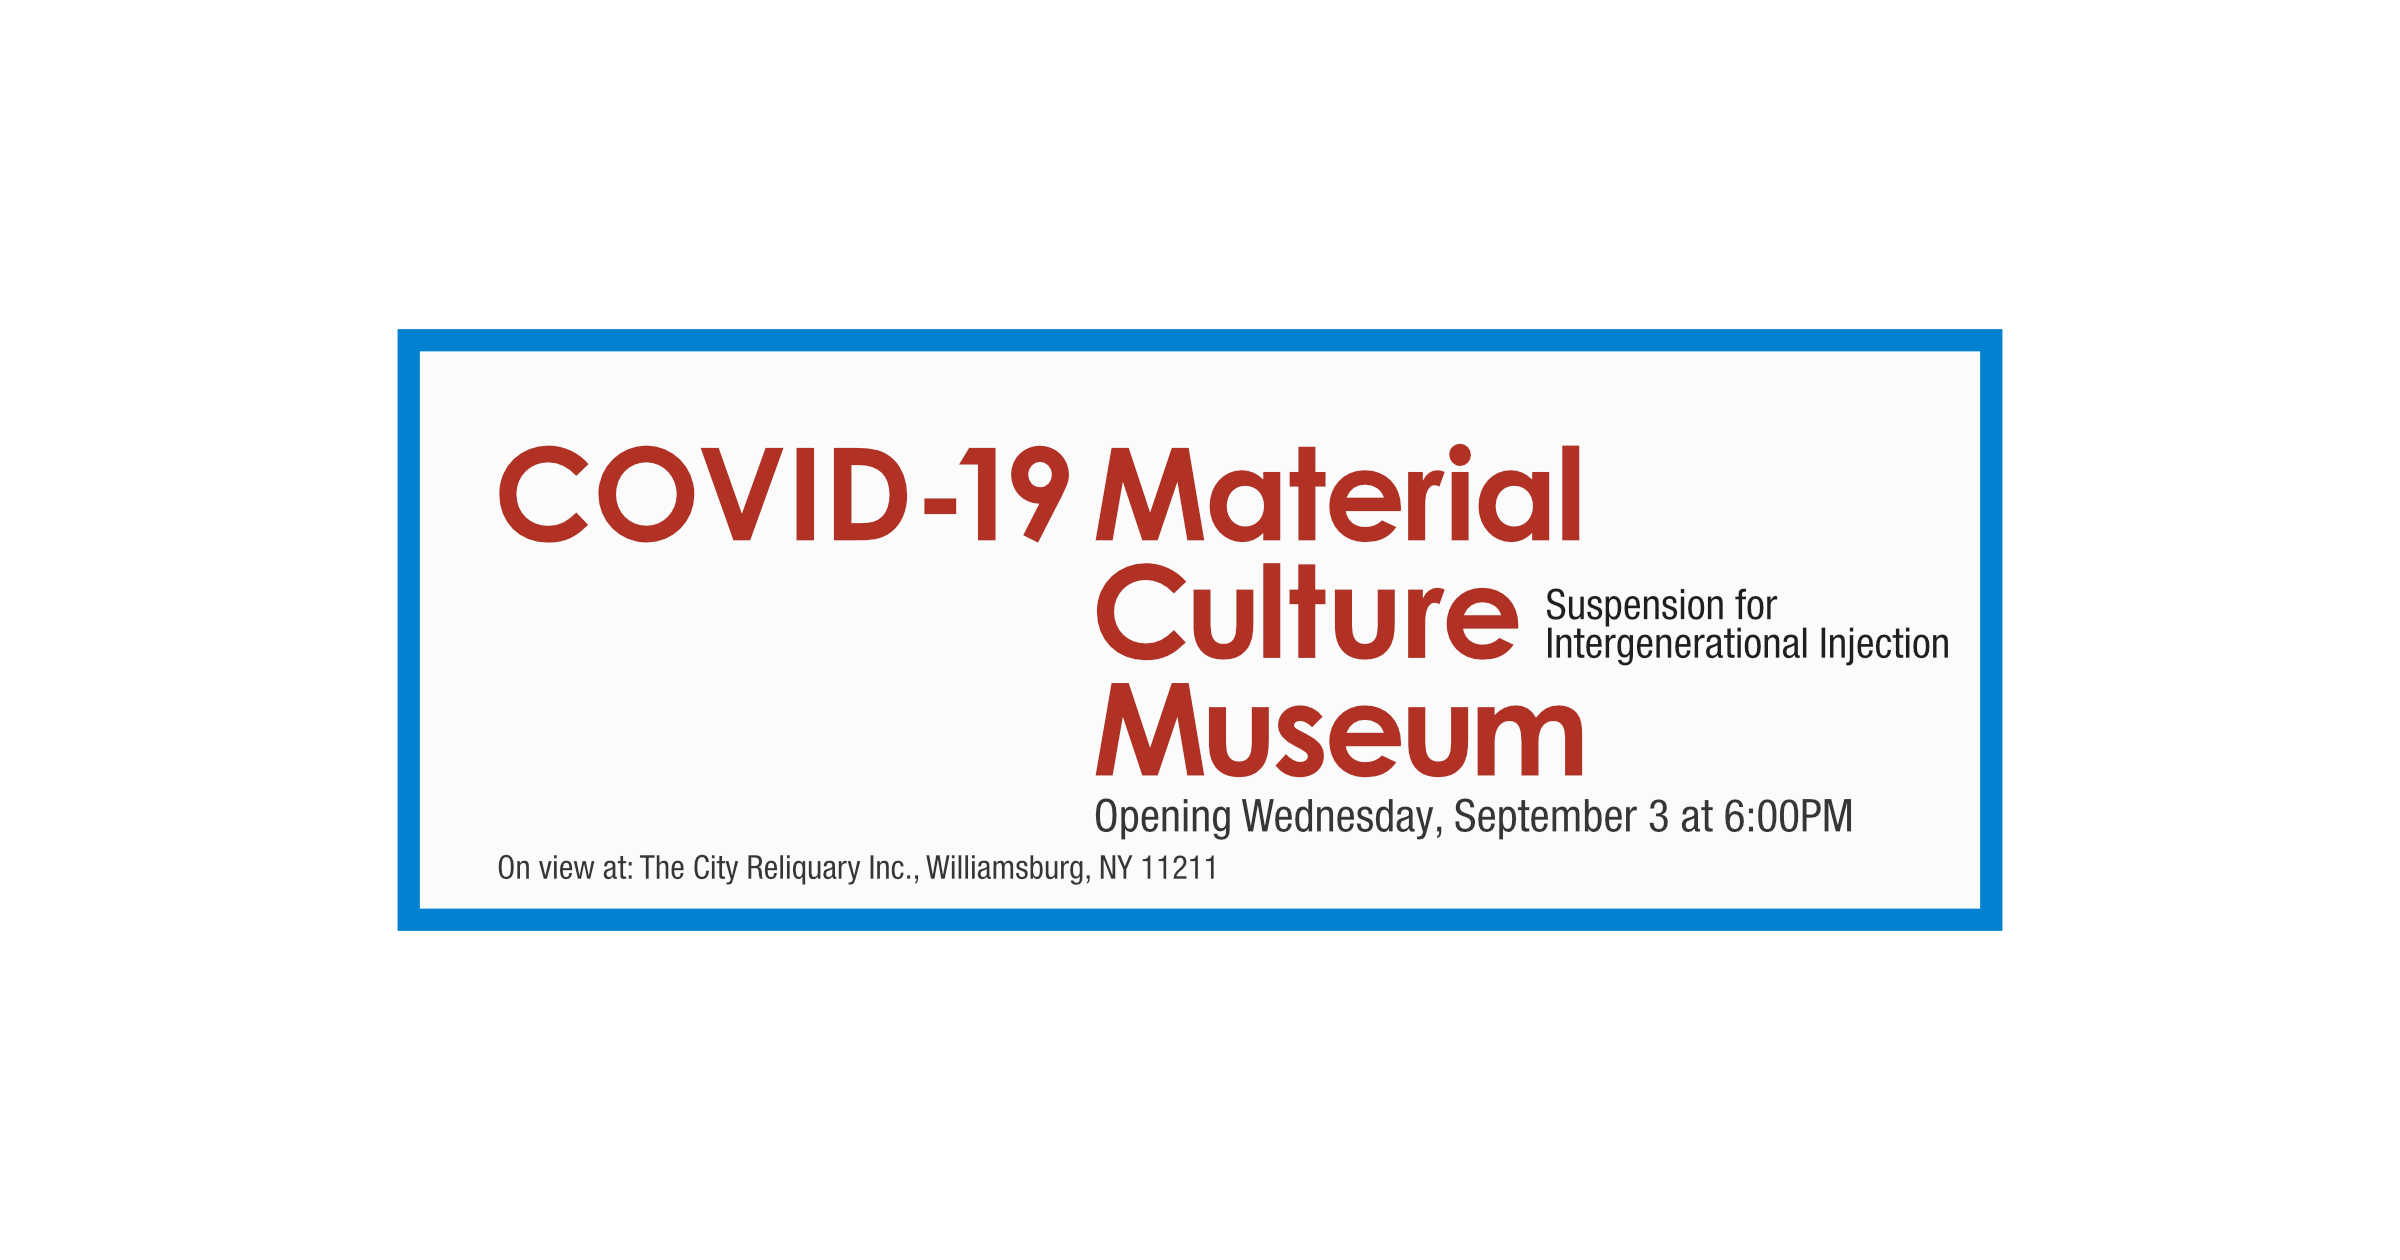 COVID-19 Material
Culture
Suspension for
Intergenerational Injection
Museum
Opening Wednesday, September 3 at 6:00PM
On view at: The City Reliquary Inc., Williamsburg, NY 11211